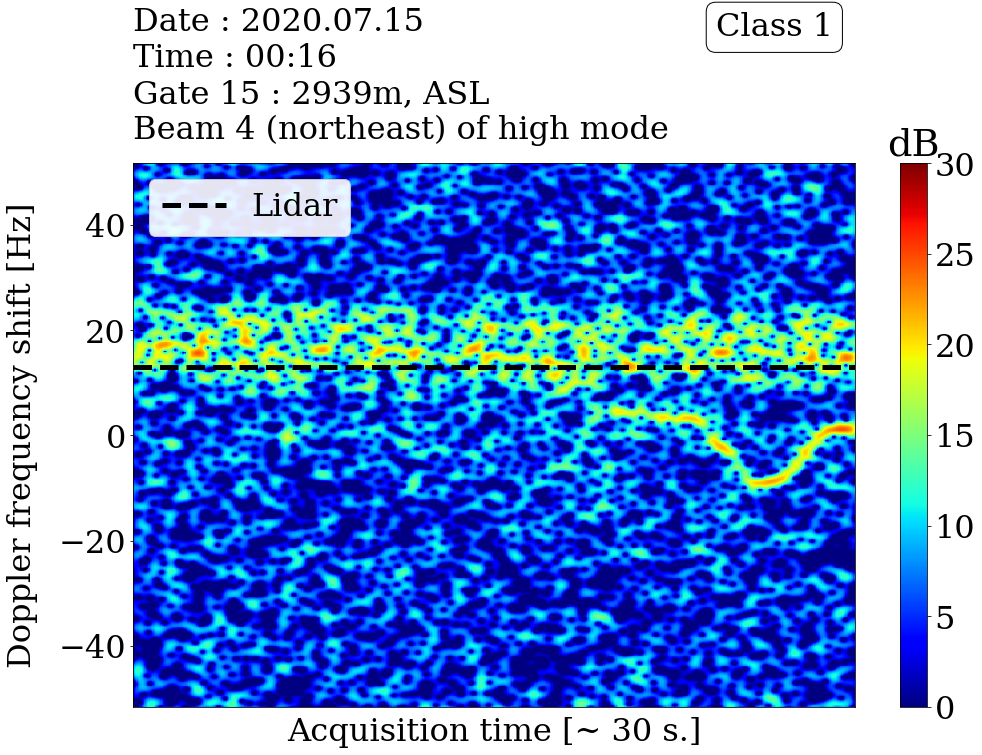 Date : 2020.07.15
Time : 00:16
Gate 15 : 2939m, ASL
Beam 4 (northeast) of high mode
Class 1
dB
30
25
20
15
10
5
0
Lidar
Doppler frequency shift [Hz]
40
20
0
−20
−40
Acquisition time [~ 30 s.]